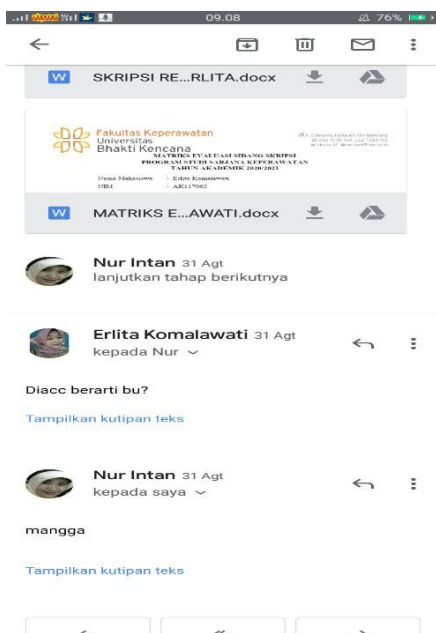 09.08
76%
W SKRIPSI RE...RLITA.docx
Fakultas Keperawatan
Universitas
Bhakti Kencana
MATRIKS EVALUASI SIDANG SKRIPSI
PROGRAM STUDI SARJANA KEPERAWATAN
TAHUN AKADEMIK 2020/2021
Nama Mahasiswa : Erlita Komalawati
NIM : AK117062
W MATRIKS E...AWATI.docx
Nur Intan 31 Agt
lanjutkan tahap berikutnya
Erlita Komalawati 31 Agt
kepada Nur
Diacc berarti bu?
Tampilkan kutipan teks
Nur Intan 31 Agt
kepada saya
mangga
Tampilkan kutipan teks